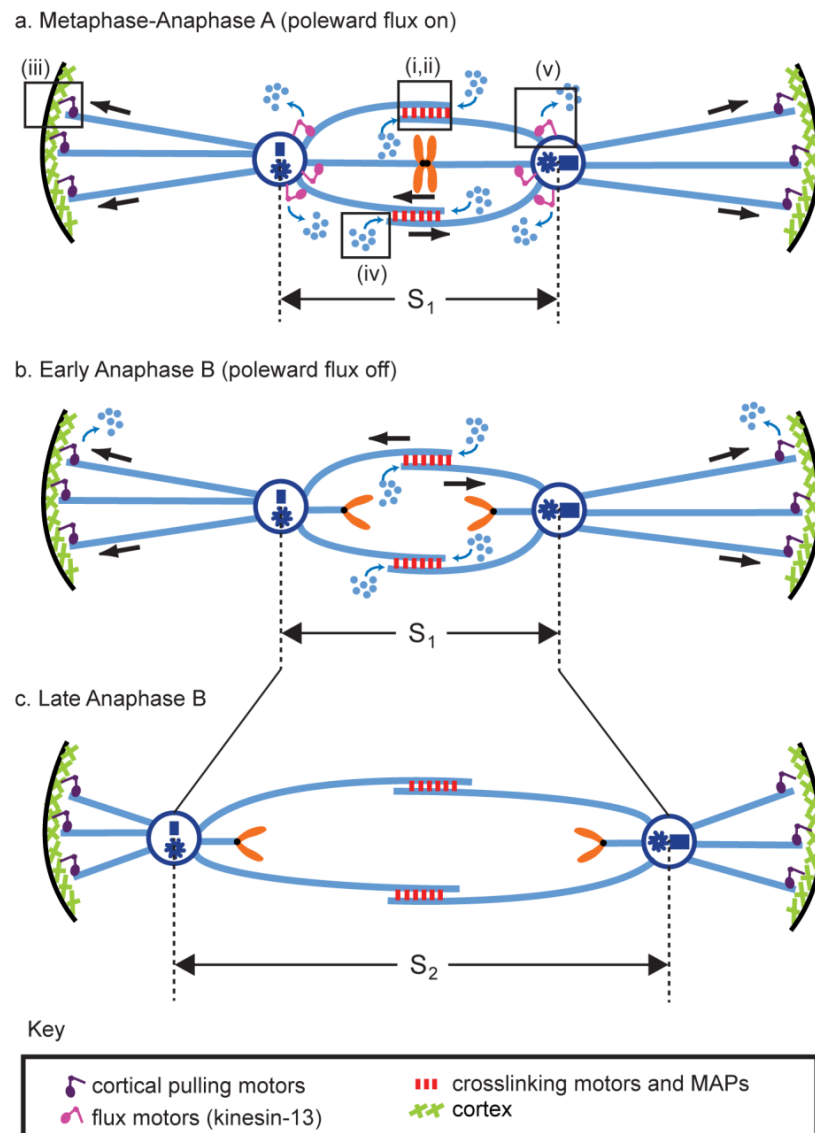 a. Metaphase-Anaphase A (poleward flux on)
(iii)
(i,ii)
(v)
(iv)
S₁
b. Early Anaphase B (poleward flux off)
S₁
c. Late Anaphase B
S₂
Key
cortical pulling motors
crosslinking motors and MAPs
flux motors (kinesin-13)
cortex